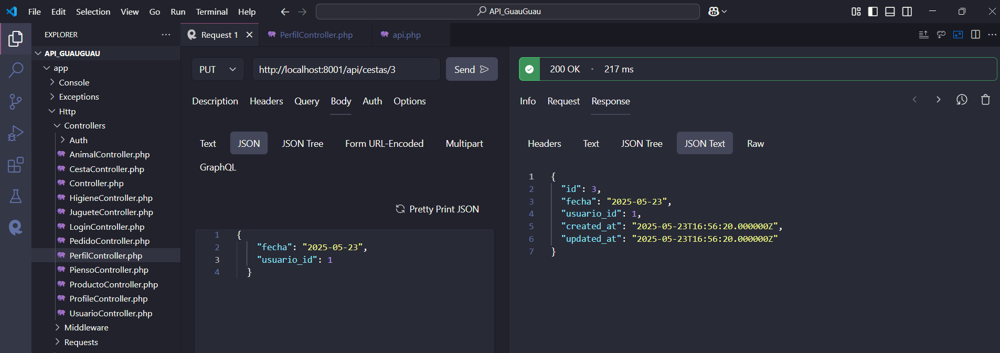 File Edit Selection View Go Run Terminal Help
API_GuauGuau
EXPLORER
API_GUAUGUAU
app
Console
Exceptions
Http
Controllers
Auth
AnimalController.php
CestaController.php
Controller.php
HigieneController.php
JugueteController.php
LoginController.php
PedidoController.php
PerfilController.php
PiensoController.php
ProductoController.php
ProfileController.php
UsuarioController.php
Middleware
Requests
Request 1
PerfilController.php
api.php
PUT
http://localhost:8001/api/cestas/3
Send
Description Headers Query Body Auth Options
Text JSON JSON Tree Form URL-Encoded Multipart
GraphQL
Pretty Print JSON
1 {
2 "fecha": "2025-05-23",
3 "usuario_id": 1
4 }
200 OK · 217 ms
Info Request Response
Headers Text JSON Tree JSON Text Raw
1 {
2 "id": 3,
3 "fecha": "2025-05-23",
4 "usuario_id": 1,
5 "created_at": "2025-05-23T16:56:20.000000Z",
6 "updated_at": "2025-05-23T16:56:20.000000Z"
7 }